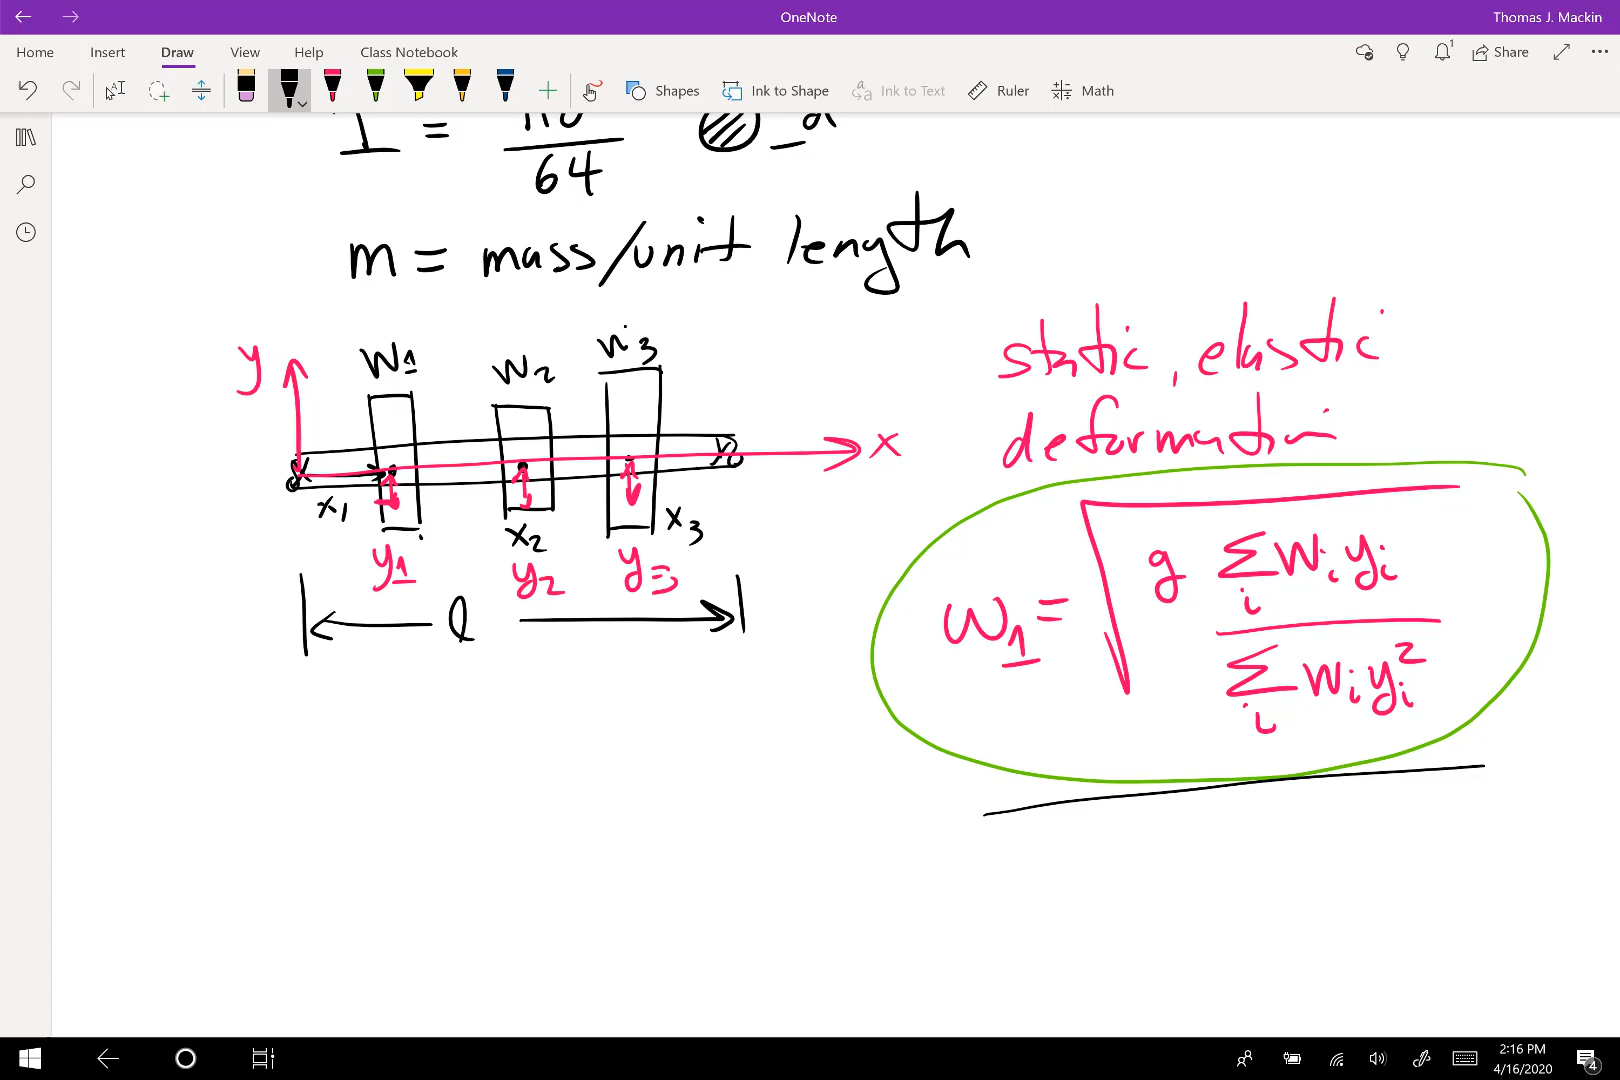 OneNote
Thomas J. Mackin
Home Insert Draw View Help Class Notebook
1 Share
Shapes Ink to Shape Ink to Text Ruler Math
I = 64 d
m = mass/unit length
static, elastic
deformation
y W1 W2 W3
x
x1 x2 x3
y1 y2 y3
l
ω1 = √ g Σi Wi yi
Σi Wi yi²
2:16 PM
4/16/2020
4